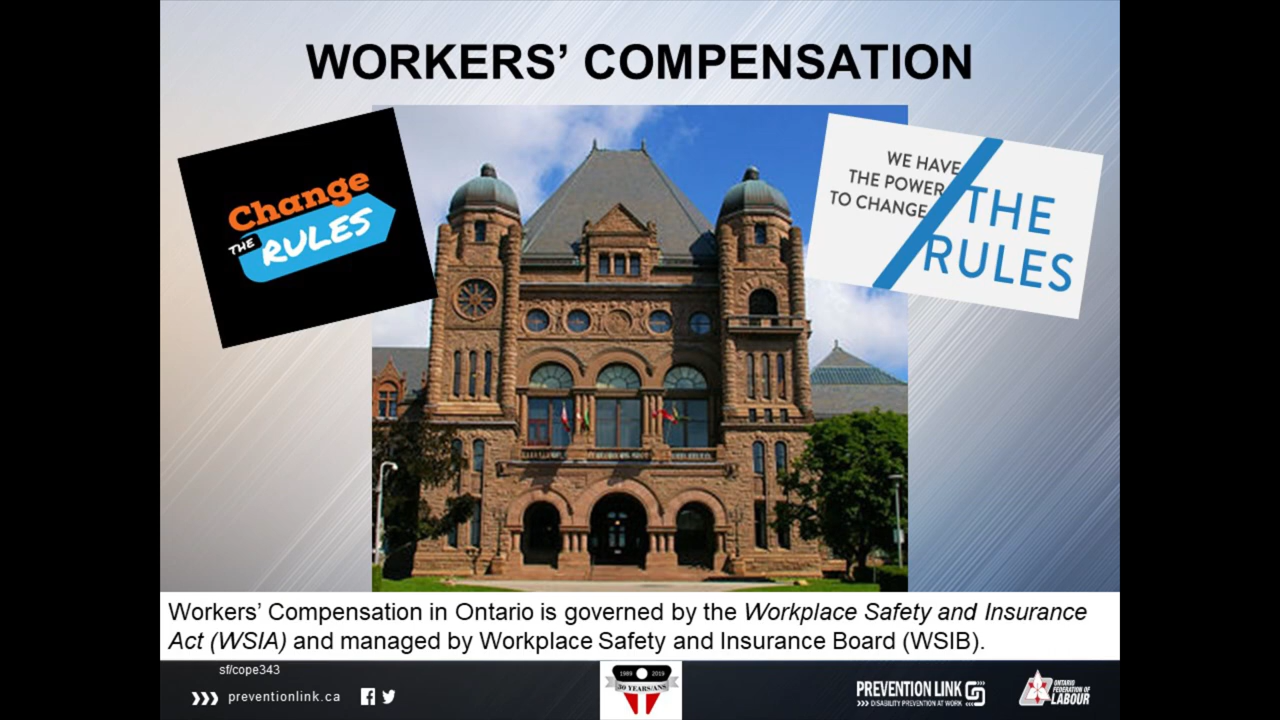 WORKERS’ COMPENSATION
Change
THE RULES
WE HAVE
THE POWER
TO CHANGE
THE
RULES
Workers’ Compensation in Ontario is governed by the Workplace Safety and Insurance
Act (WSIA) and managed by Workplace Safety and Insurance Board (WSIB).
sf/cope343
preventionlink.ca
1989 2019
30 YEARS/ANS
PREVENTION LINK
DISABILITY PREVENTION AT WORK
ONTARIO
FEDERATION OF
LABOUR